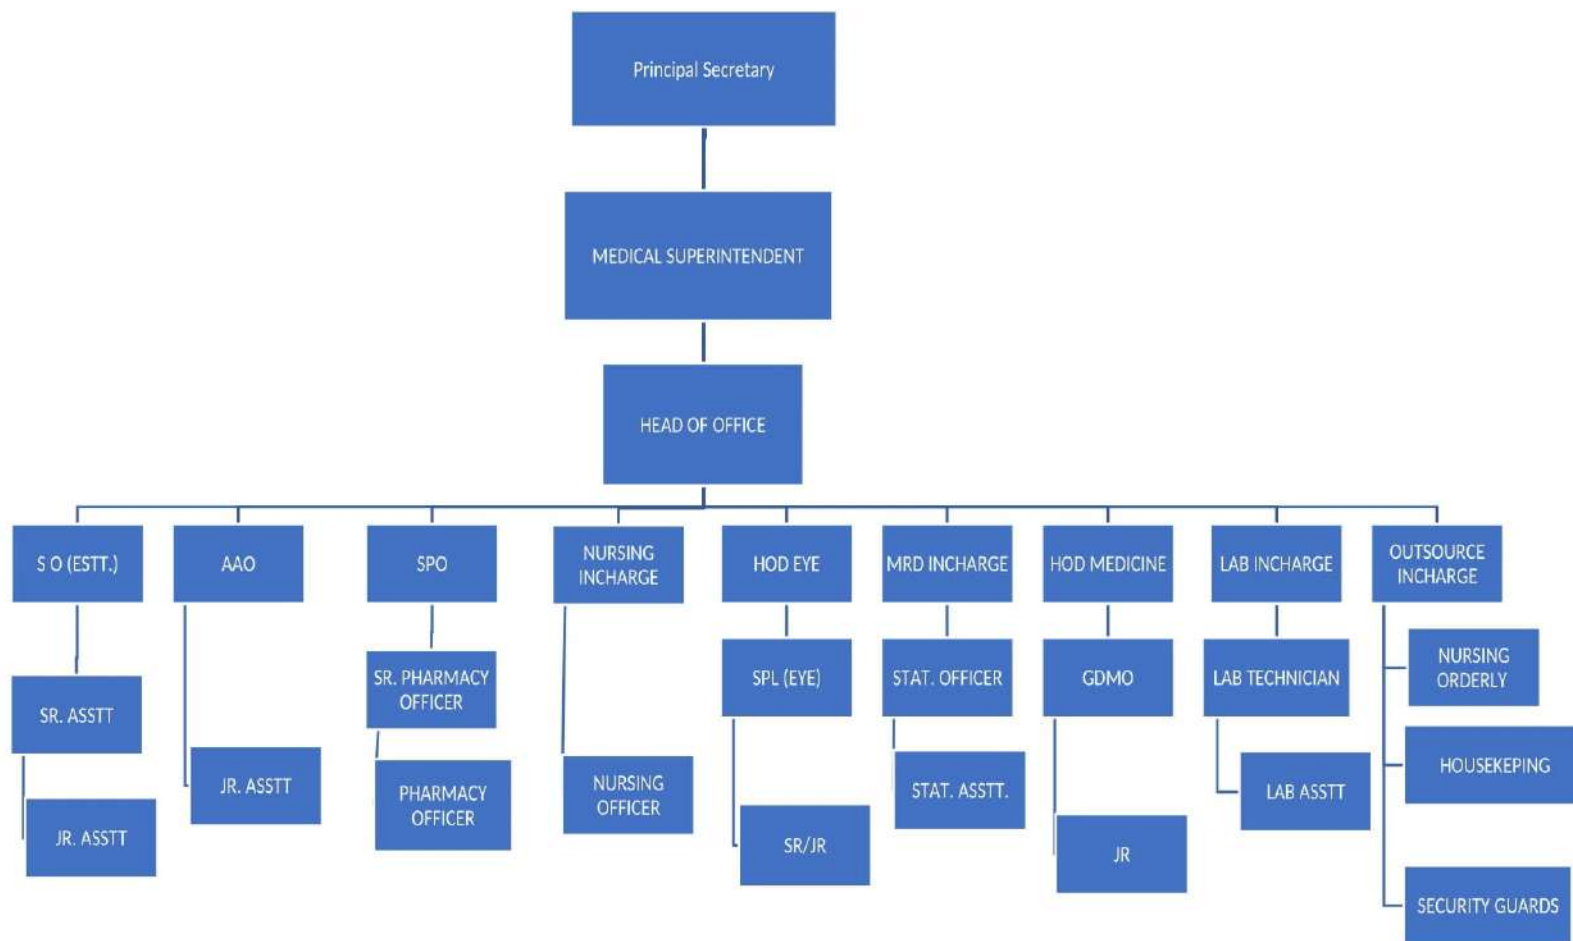 Principal Secretary
MEDICAL SUPERINTENDENT
HEAD OF OFFICE
S O (ESTT.)
AAO
SPO
NURSING
INCHARGE
HOD EYE
MRD INCHARGE
HOD MEDICINE
LAB INCHARGE
OUTSOURCE
INCHARGE
SR. ASSTT
SR. PHARMACY
OFFICER
SPL (EYE)
STAT. OFFICER
GDMO
LAB TECHNICIAN
NURSING
ORDERLY
JR. ASSTT
JR. ASSTT
PHARMACY
OFFICER
NURSING
OFFICER
SR/JR
STAT. ASSTT.
JR
LAB ASSTT
HOUSEKEPING
SECURITY GUARDS